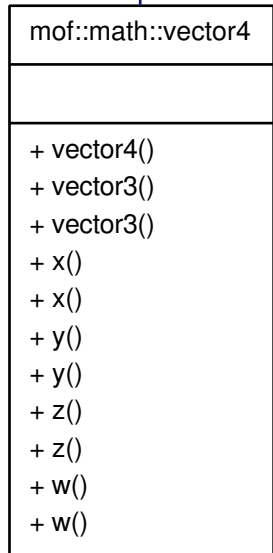 mof::math::vector4
+ vector4()
+ vector3()
+ vector3()
+ x()
+ x()
+ y()
+ y()
+ z()
+ z()
+ w()
+ w()